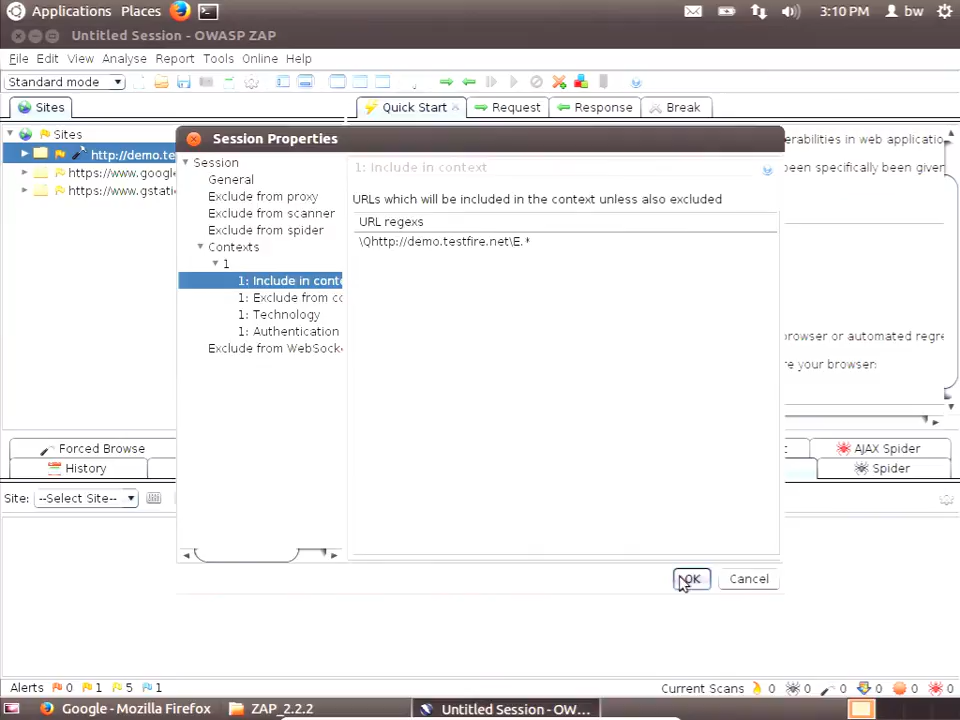 Applications Places 3:10 PM bw
Untitled Session - OWASP ZAP
File Edit View Analyse Report Tools Online Help
Standard mode
Sites Quick Start Request Response Break
Sites
http://demo.te
https://www.googl
https://www.gstati
Session Properties
Session
General
Exclude from proxy
Exclude from scanner
Exclude from spider
Contexts
1
1: Include in conte
1: Exclude from co
1: Technology
1: Authentication
Exclude from WebSock
1: Include in context
URLs which will be included in the context unless also excluded
URL regexs
\Qhttp://demo.testfire.net\E.*
OK Cancel
erabilities in web applicatio
been specifically been given
rowser or automated regre
re your browser:
Forced Browse AJAX Spider
History Spider
Site: --Select Site--
Alerts 0 1 5 1 Current Scans 0 0 0 0 0 0
Google - Mozilla Firefox ZAP_2.2.2 Untitled Session - OW...